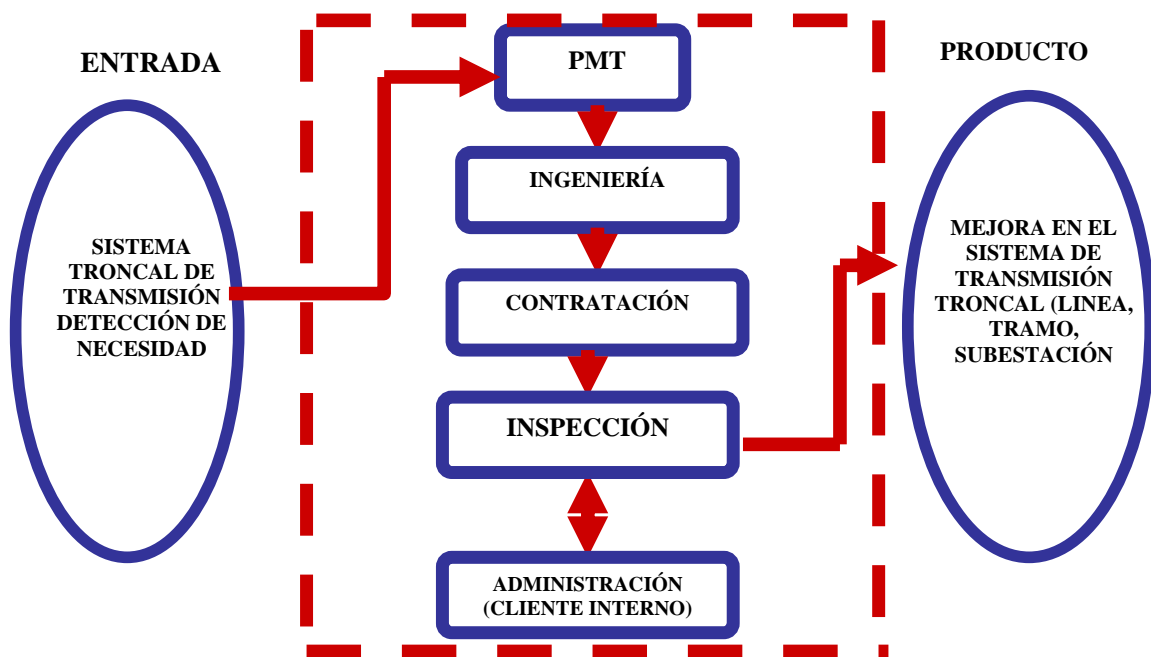 ENTRADA
SISTEMA
TRONCAL DE
TRANSMISIÓN
DETECCIÓN DE
NECESIDAD
PMT
INGENIERÍA
CONTRATACIÓN
INSPECCIÓN
ADMINISTRACIÓN
(CLIENTE INTERNO)
PRODUCTO
MEJORA EN EL
SISTEMA DE
TRANSMISIÓN
TRONCAL (LINEA,
TRAMO,
SUBESTACIÓN